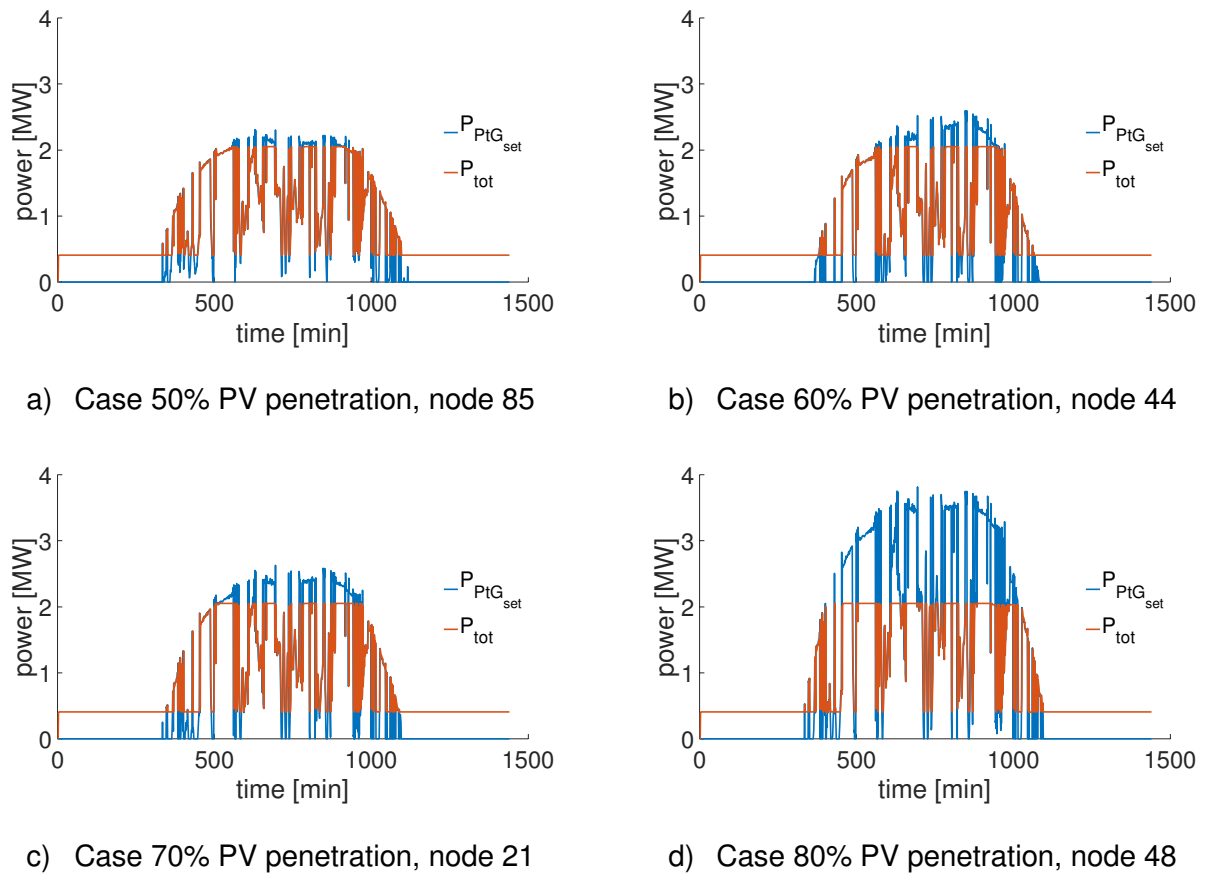 4
3
2
1
0
power [MW]
0
500
1000
1500
time [min]
P_PtG_set
P_tot
a) Case 50% PV penetration, node 85
4
3
2
1
0
power [MW]
0
500
1000
1500
time [min]
P_PtG_set
P_tot
b) Case 60% PV penetration, node 44
4
3
2
1
0
power [MW]
0
500
1000
1500
time [min]
P_PtG_set
P_tot
c) Case 70% PV penetration, node 21
4
3
2
1
0
power [MW]
0
500
1000
1500
time [min]
P_PtG_set
P_tot
d) Case 80% PV penetration, node 48